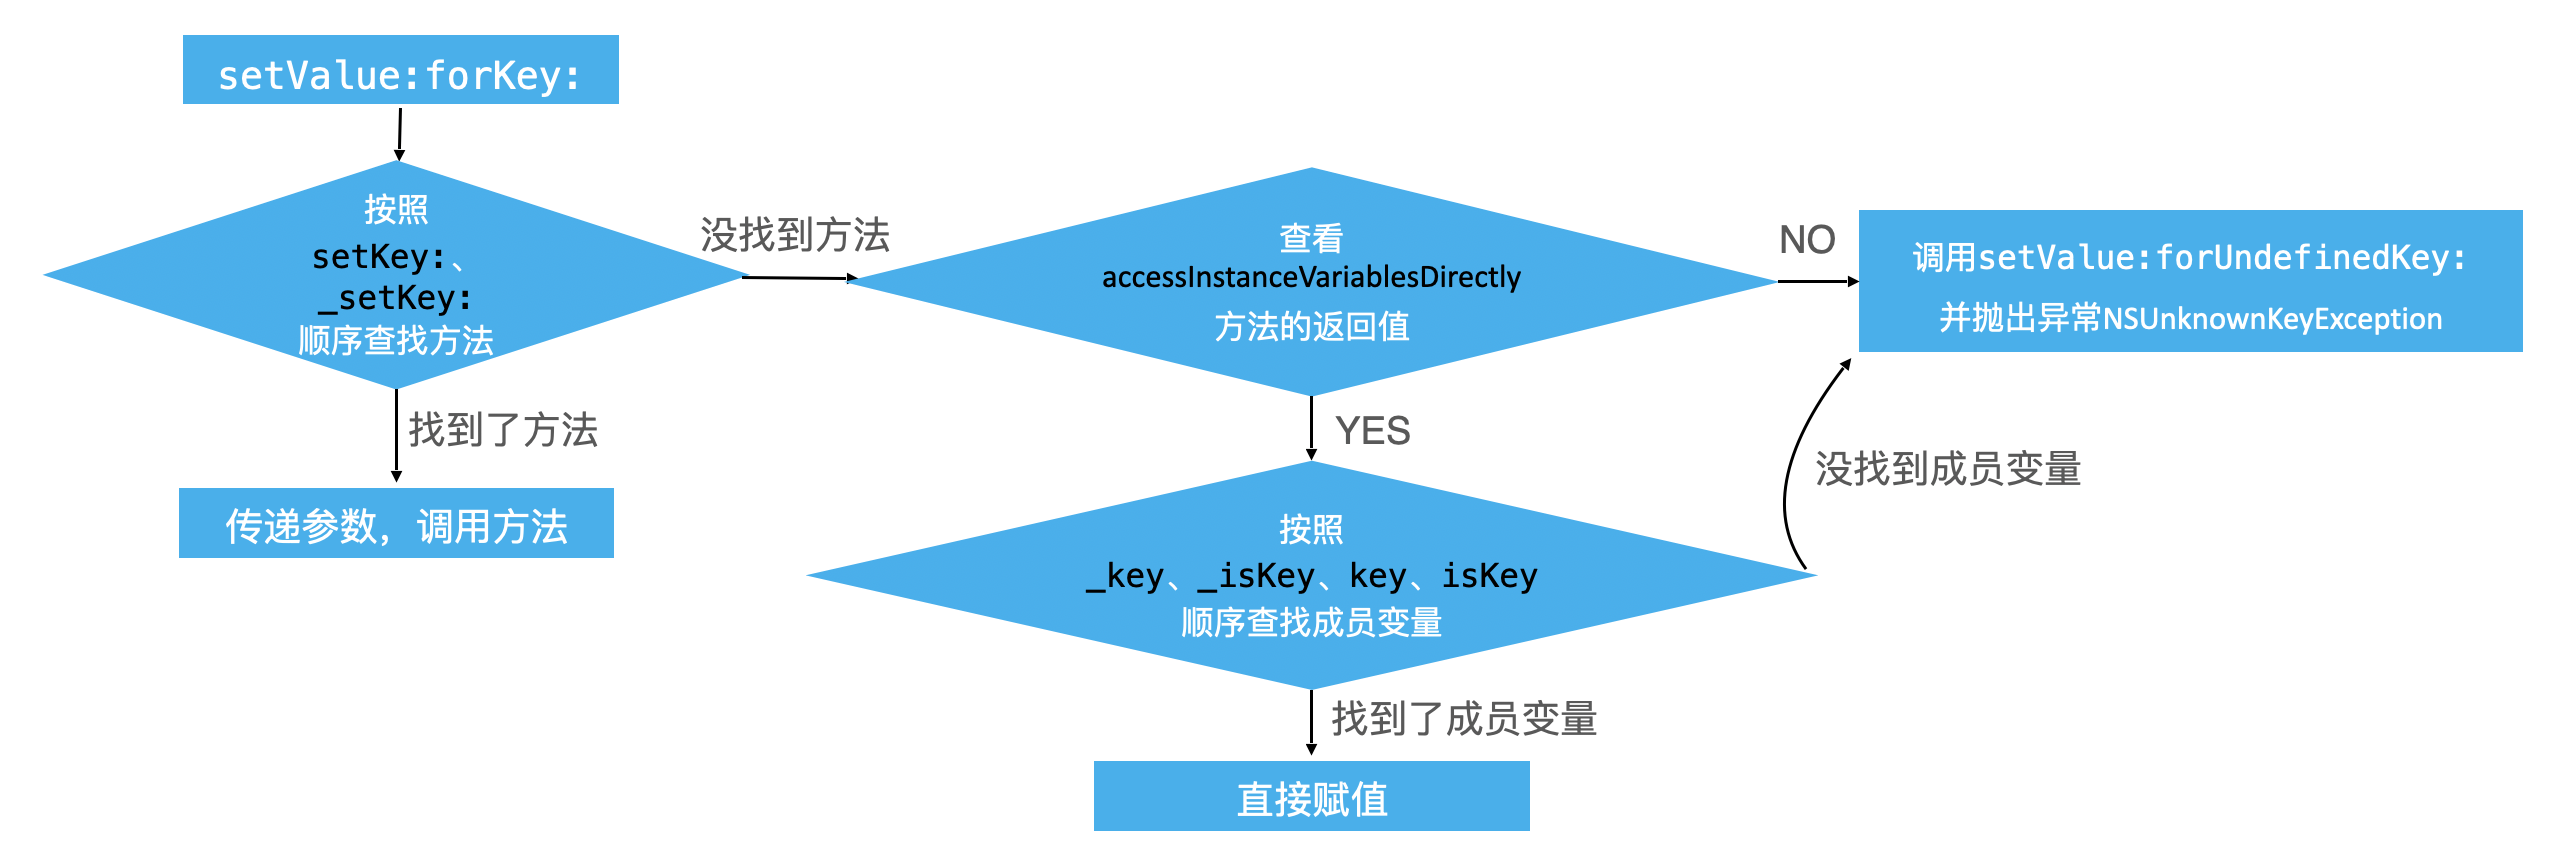 setValue:forKey:
按照
setKey:、
_setKey:
顺序查找方法
没找到方法
找到了方法
传递参数，调用方法
查看
accessInstanceVariablesDirectly
方法的返回值
NO
调用setValue:forUndefinedKey:
并抛出异常NSUnknownKeyException
YES
没找到成员变量
按照
_key、_isKey、key、isKey
顺序查找成员变量
找到了成员变量
直接赋值